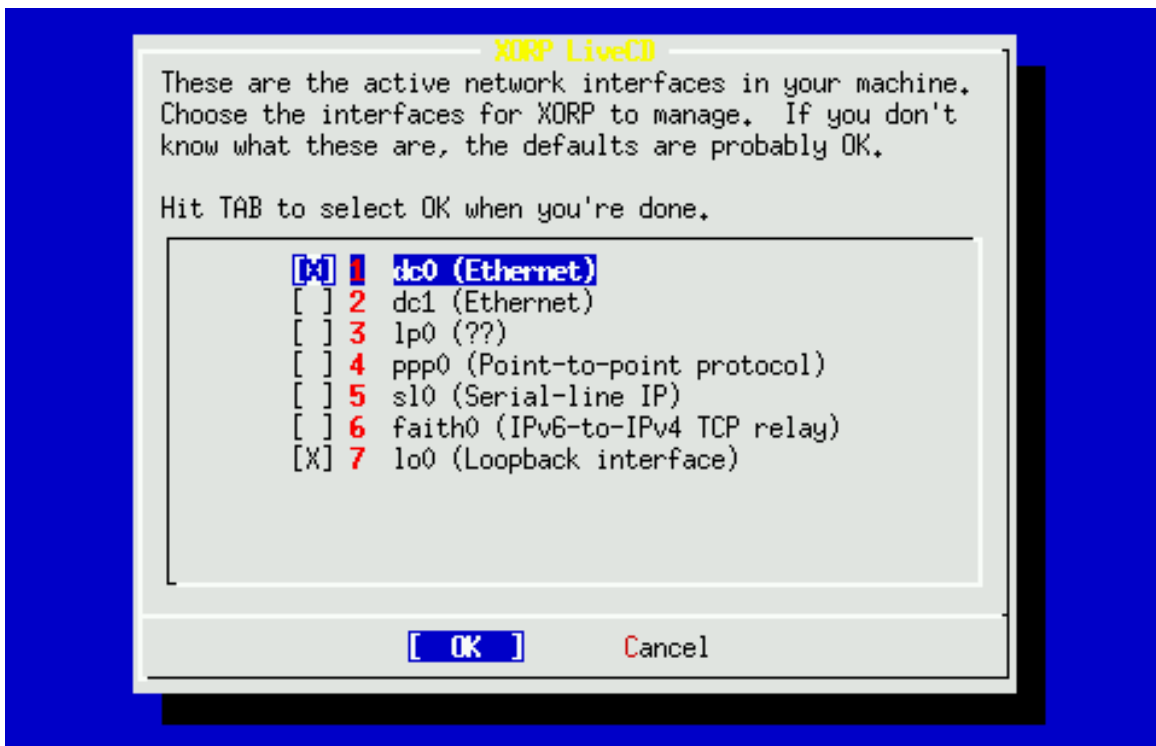 XORP LiveCD
These are the active network interfaces in your machine.
Choose the interfaces for XORP to manage.  If you don't
know what these are, the defaults are probably OK.
Hit TAB to select OK when you're done.
[X] 1 dc0 (Ethernet)
[ ] 2 dc1 (Ethernet)
[ ] 3 lp0 (??)
[ ] 4 ppp0 (Point-to-point protocol)
[ ] 5 sl0 (Serial-line IP)
[ ] 6 faith0 (IPv6-to-IPv4 TCP relay)
[X] 7 lo0 (Loopback interface)
[ OK ] Cancel